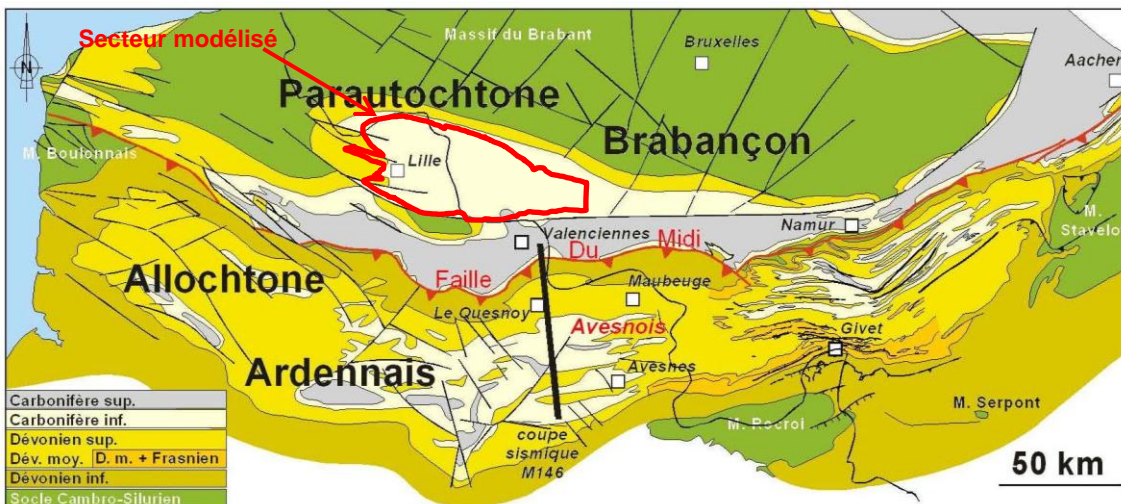 Secteur modélisé
Massif du Brabant
Bruxelles
Aachen
N
Parautochtone
Brabançon
M. Boulonnais
Lille
Valenciennes
Namur
M.
Stavelot
Faille Du Midi
Allochtone
Maubeuge
Le Quesnoy
Avesnois
Givet
Ardennais
Avesnes
M. Serpont
M. Rocroi
coupe
sismique
M146
50 km
Carbonifère sup.
Carbonifère inf.
Dévonien sup.
Dév. moy. D. m. + Frasnien
Dévonien inf.
Socle Cambro-Silurien